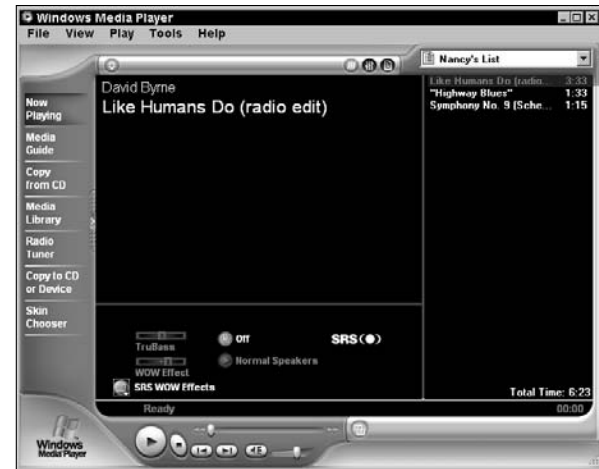 Windows Media Player
File View Play Tools Help
Nancy's List
Now
Playing
Media
Guide
Copy
from CD
Media
Library
Radio
Tuner
Copy to CD
or Device
Skin
Chooser
David Byrne
Like Humans Do (radio edit)
Like Humans Do (radio... 3:33
"Highway Blues" 1:33
Symphony No. 9 (Sche... 1:15
TruBass
Off
SRS
WOW Effect
Normal Speakers
SRS WOW Effects
Total Time: 6:23
Ready
00:00
Windows
Media Player